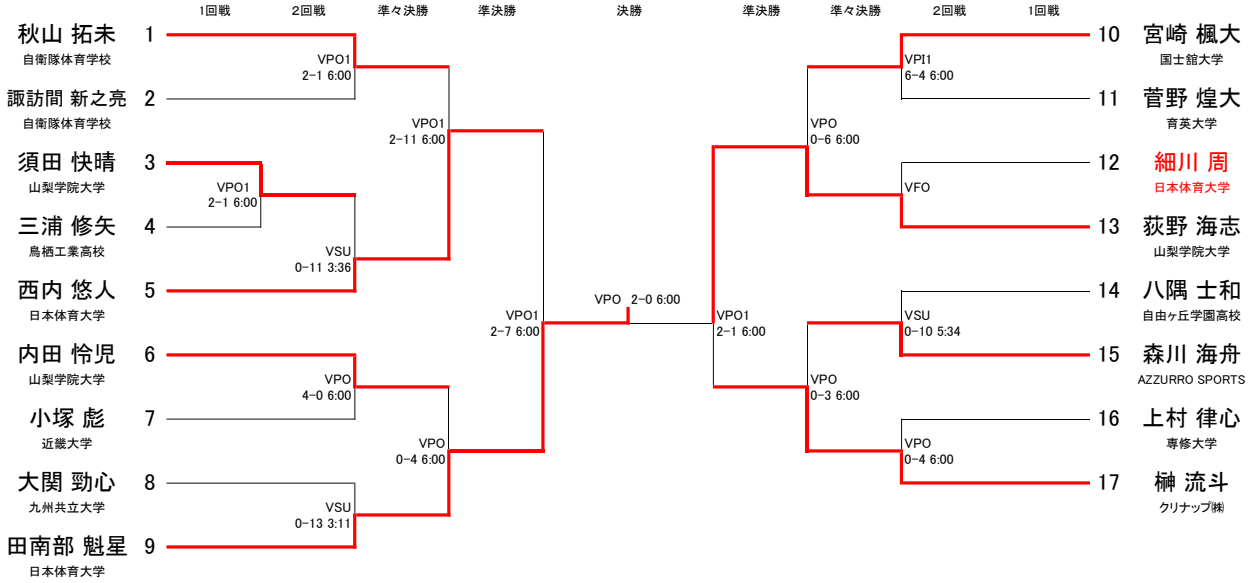 1回戦 2回戦 準々決勝 準決勝 決勝 準決勝 準々決勝 2回戦 1回戦
秋山 拓未 1
自衛隊体育学校
VPO1
2-1 6:00
諏訪間 新之亮 2
自衛隊体育学校
VPO1
2-11 6:00
須田 快晴 3
山梨学院大学
VPO1
2-1 6:00
三浦 修矢 4
鳥栖工業高校
VSU
0-11 3:36
西内 悠人 5
日本体育大学
VPO1
2-7 6:00
内田 怜児 6
山梨学院大学
VPO
4-0 6:00
小塚 彪 7
近畿大学
VPO
0-4 6:00
大関 勁心 8
九州共立大学
VSU
0-13 3:11
田南部 魁星 9
日本体育大学
VPO 2-0 6:00
10 宮崎 楓大
国士舘大学
VPI1
6-4 6:00
11 菅野 煌大
育英大学
VPO
0-6 6:00
12 細川 周
日本体育大学
VFO
13 荻野 海志
山梨学院大学
VPO1
2-1 6:00
14 八隅 士和
自由ヶ丘学園高校
VSU
0-10 5:34
15 森川 海舟
AZZURRO SPORTS
VPO
0-3 6:00
16 上村 律心
専修大学
VPO
0-4 6:00
17 榊 流斗
クリナップ㈱